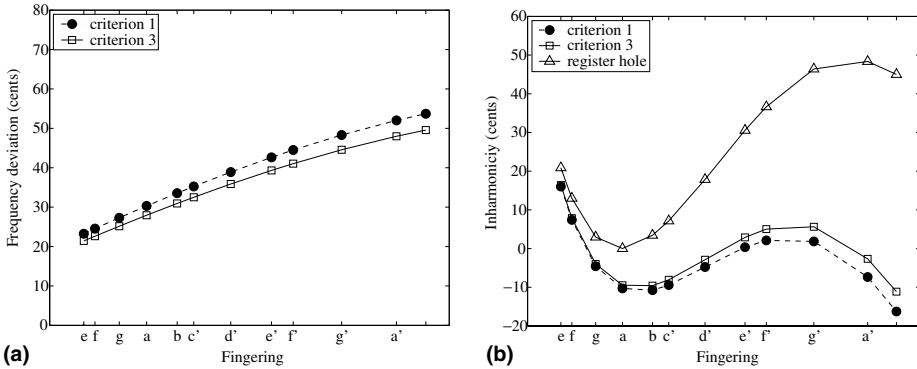 80
70
60
50
40
30
20
10
0
Frequency deviation (cents)
criterion 1
criterion 3
e f g a b c' d' e' f' g' a'
Fingering
(a)
60
50
40
30
20
10
0
−10
−20
Inharmoniciy (cents)
criterion 1
criterion 3
register hole
e f g a b c' d' e' f' g' a'
Fingering
(b)